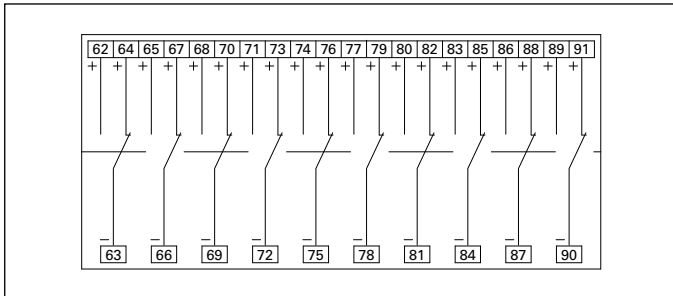 62 64 65 67 68 70 71 73 74 76 77 79 80 82 83 85 86 88 89 91
+ + + + + + + + + + + + + + + + + + + +
− − − − − − − − − −
63 66 69 72 75 78 81 84 87 90